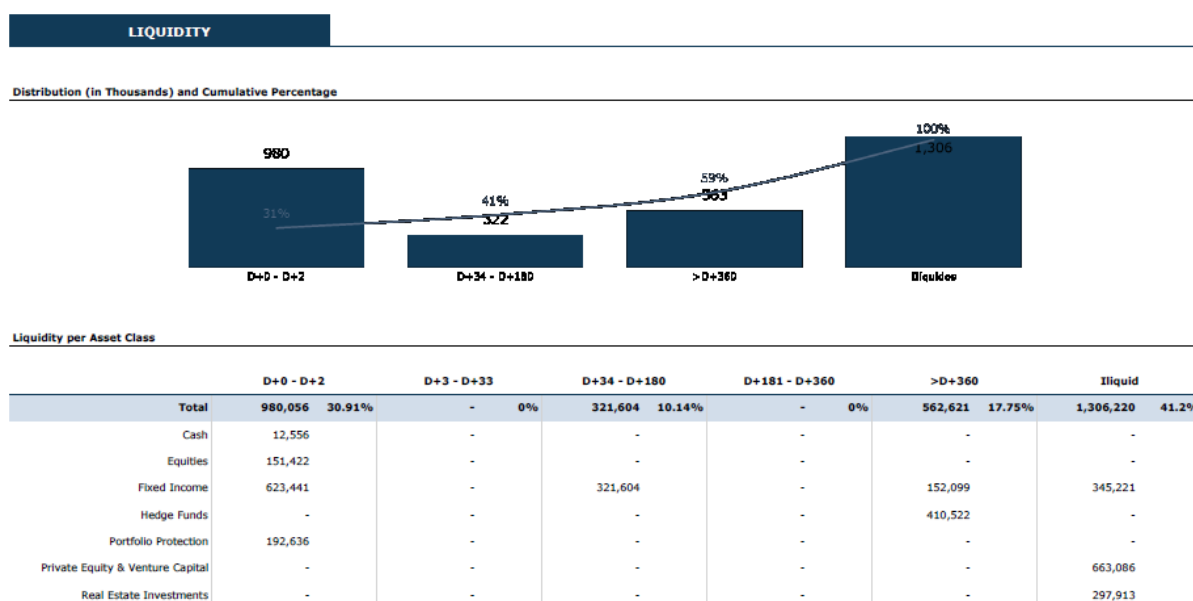 LIQUIDITY
Distribution (in Thousands) and Cumulative Percentage
100%
980 1,306
59%
563
31% 41%
322
D+0 - D+2 D+34 - D+180 >D+360 Ilíquidos
Liquidity per Asset Class
D+0 - D+2 D+3 - D+33 D+34 - D+180 D+181 - D+360 >D+360 Iliquid
Total 980,056 30.91% - 0% 321,604 10.14% - 0% 562,621 17.75% 1,306,220 41.2%
Cash 12,556 - - - - -
Equities 151,422 - - - - -
Fixed Income 623,441 - 321,604 - 152,099 345,221
Hedge Funds - - - - 410,522 -
Portfolio Protection 192,636 - - - - -
Private Equity & Venture Capital - - - - - 663,086
Real Estate Investments - - - - - 297,913